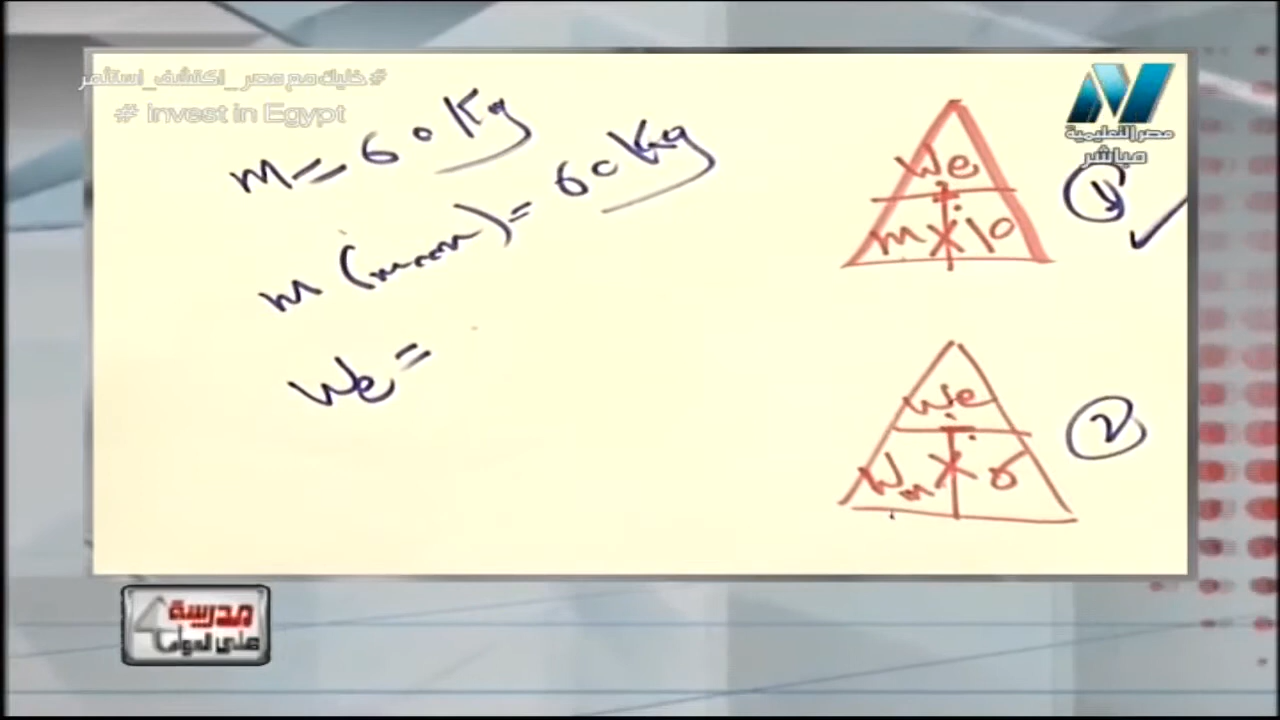 #خليك_مع_مصر_اكتشف_استثمر
# Invest in Egypt
مصر التعليمية
مباشر
m = 60 Kg
m (moon) = 60 Kg
We =
We
m X 10
1
We
Wm X 6
2
مدرسة
على الهواء